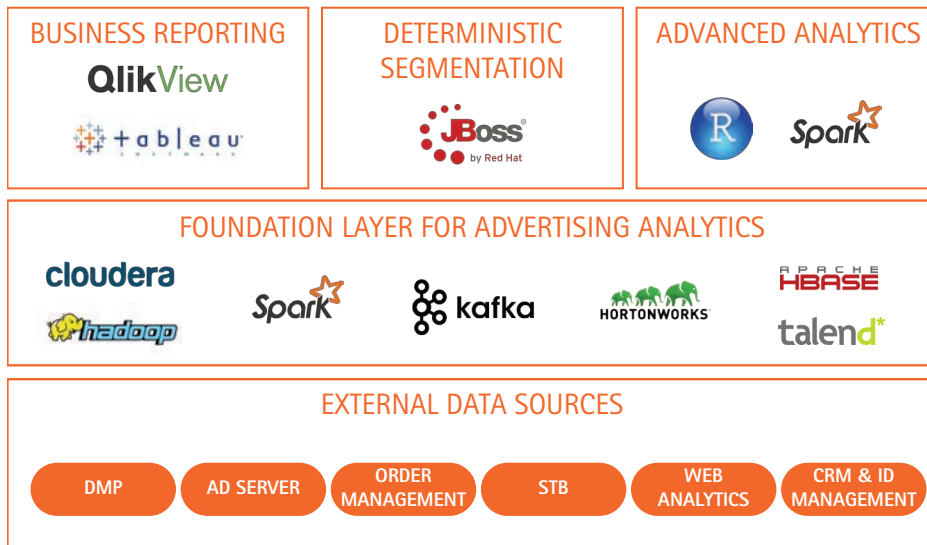 BUSINESS REPORTING
QlikView
+ableau
SOFTWARE
DETERMINISTIC
SEGMENTATION
JBoss®
by Red Hat
ADVANCED ANALYTICS
R
Spark
FOUNDATION LAYER FOR ADVERTISING ANALYTICS
cloudera
hadoop
Spark
kafka
HORTONWORKS
APACHE
HBASE
talend*
EXTERNAL DATA SOURCES
DMP
AD SERVER
ORDER
MANAGEMENT
STB
WEB
ANALYTICS
CRM & ID
MANAGEMENT